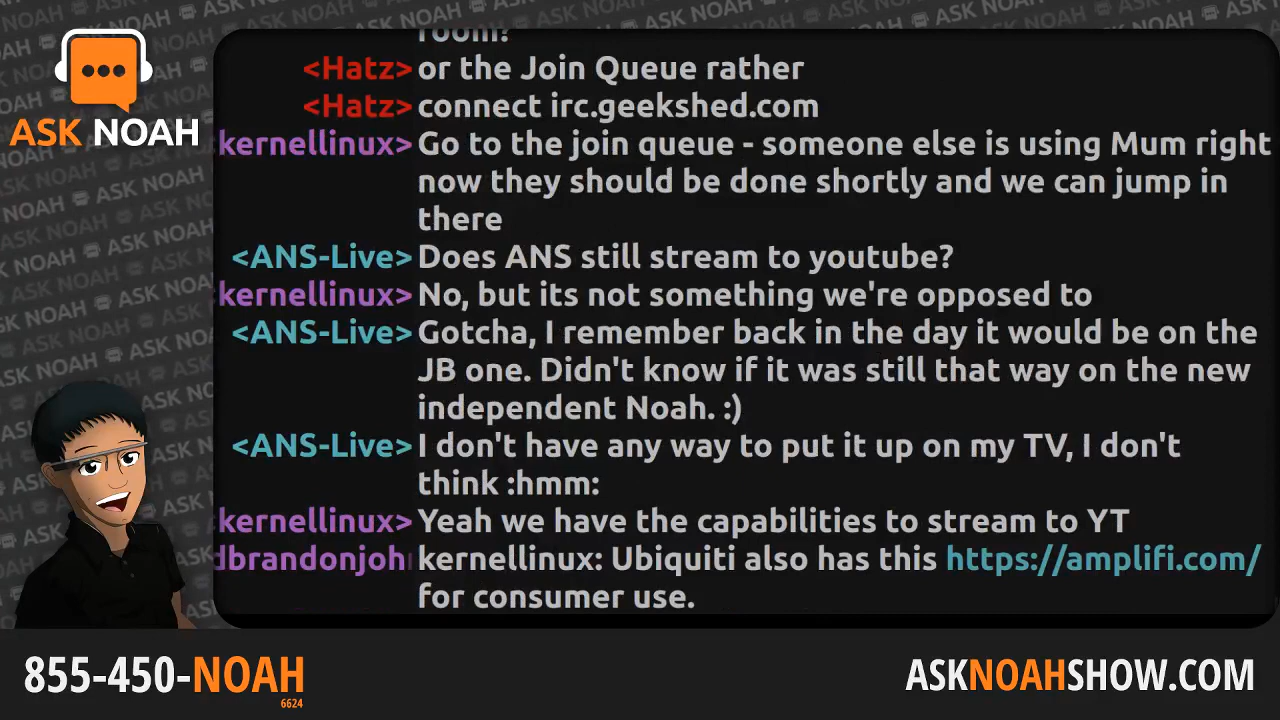 ASK NOAH
room?
<Hatz> or the Join Queue rather
<Hatz> connect irc.geekshed.com
kernellinux> Go to the join queue - someone else is using Mum right
now they should be done shortly and we can jump in
there
<ANS-Live> Does ANS still stream to youtube?
kernellinux> No, but its not something we're opposed to
<ANS-Live> Gotcha, I remember back in the day it would be on the
JB one. Didn't know if it was still that way on the new
independent Noah. :)
<ANS-Live> I don't have any way to put it up on my TV, I don't
think :hmm:
kernellinux> Yeah we have the capabilities to stream to YT
dbrandonjoh kernellinux: Ubiquiti also has this https://amplifi.com/
for consumer use.
855-450-NOAH
6624
ASKNOAHSHOW.COM